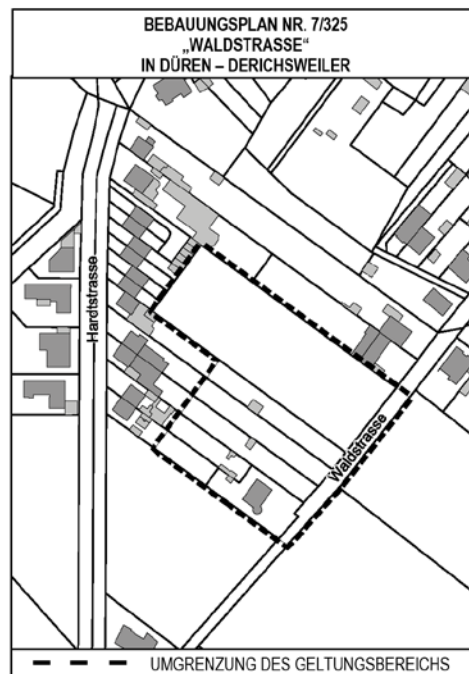 BEBAUUNGSPLAN NR. 7/325
„WALDSTRASSE“
IN DÜREN – DERICHSWEILER
Hardtstrasse
Waldstrasse
UMGRENZUNG DES GELTUNGSBEREICHS